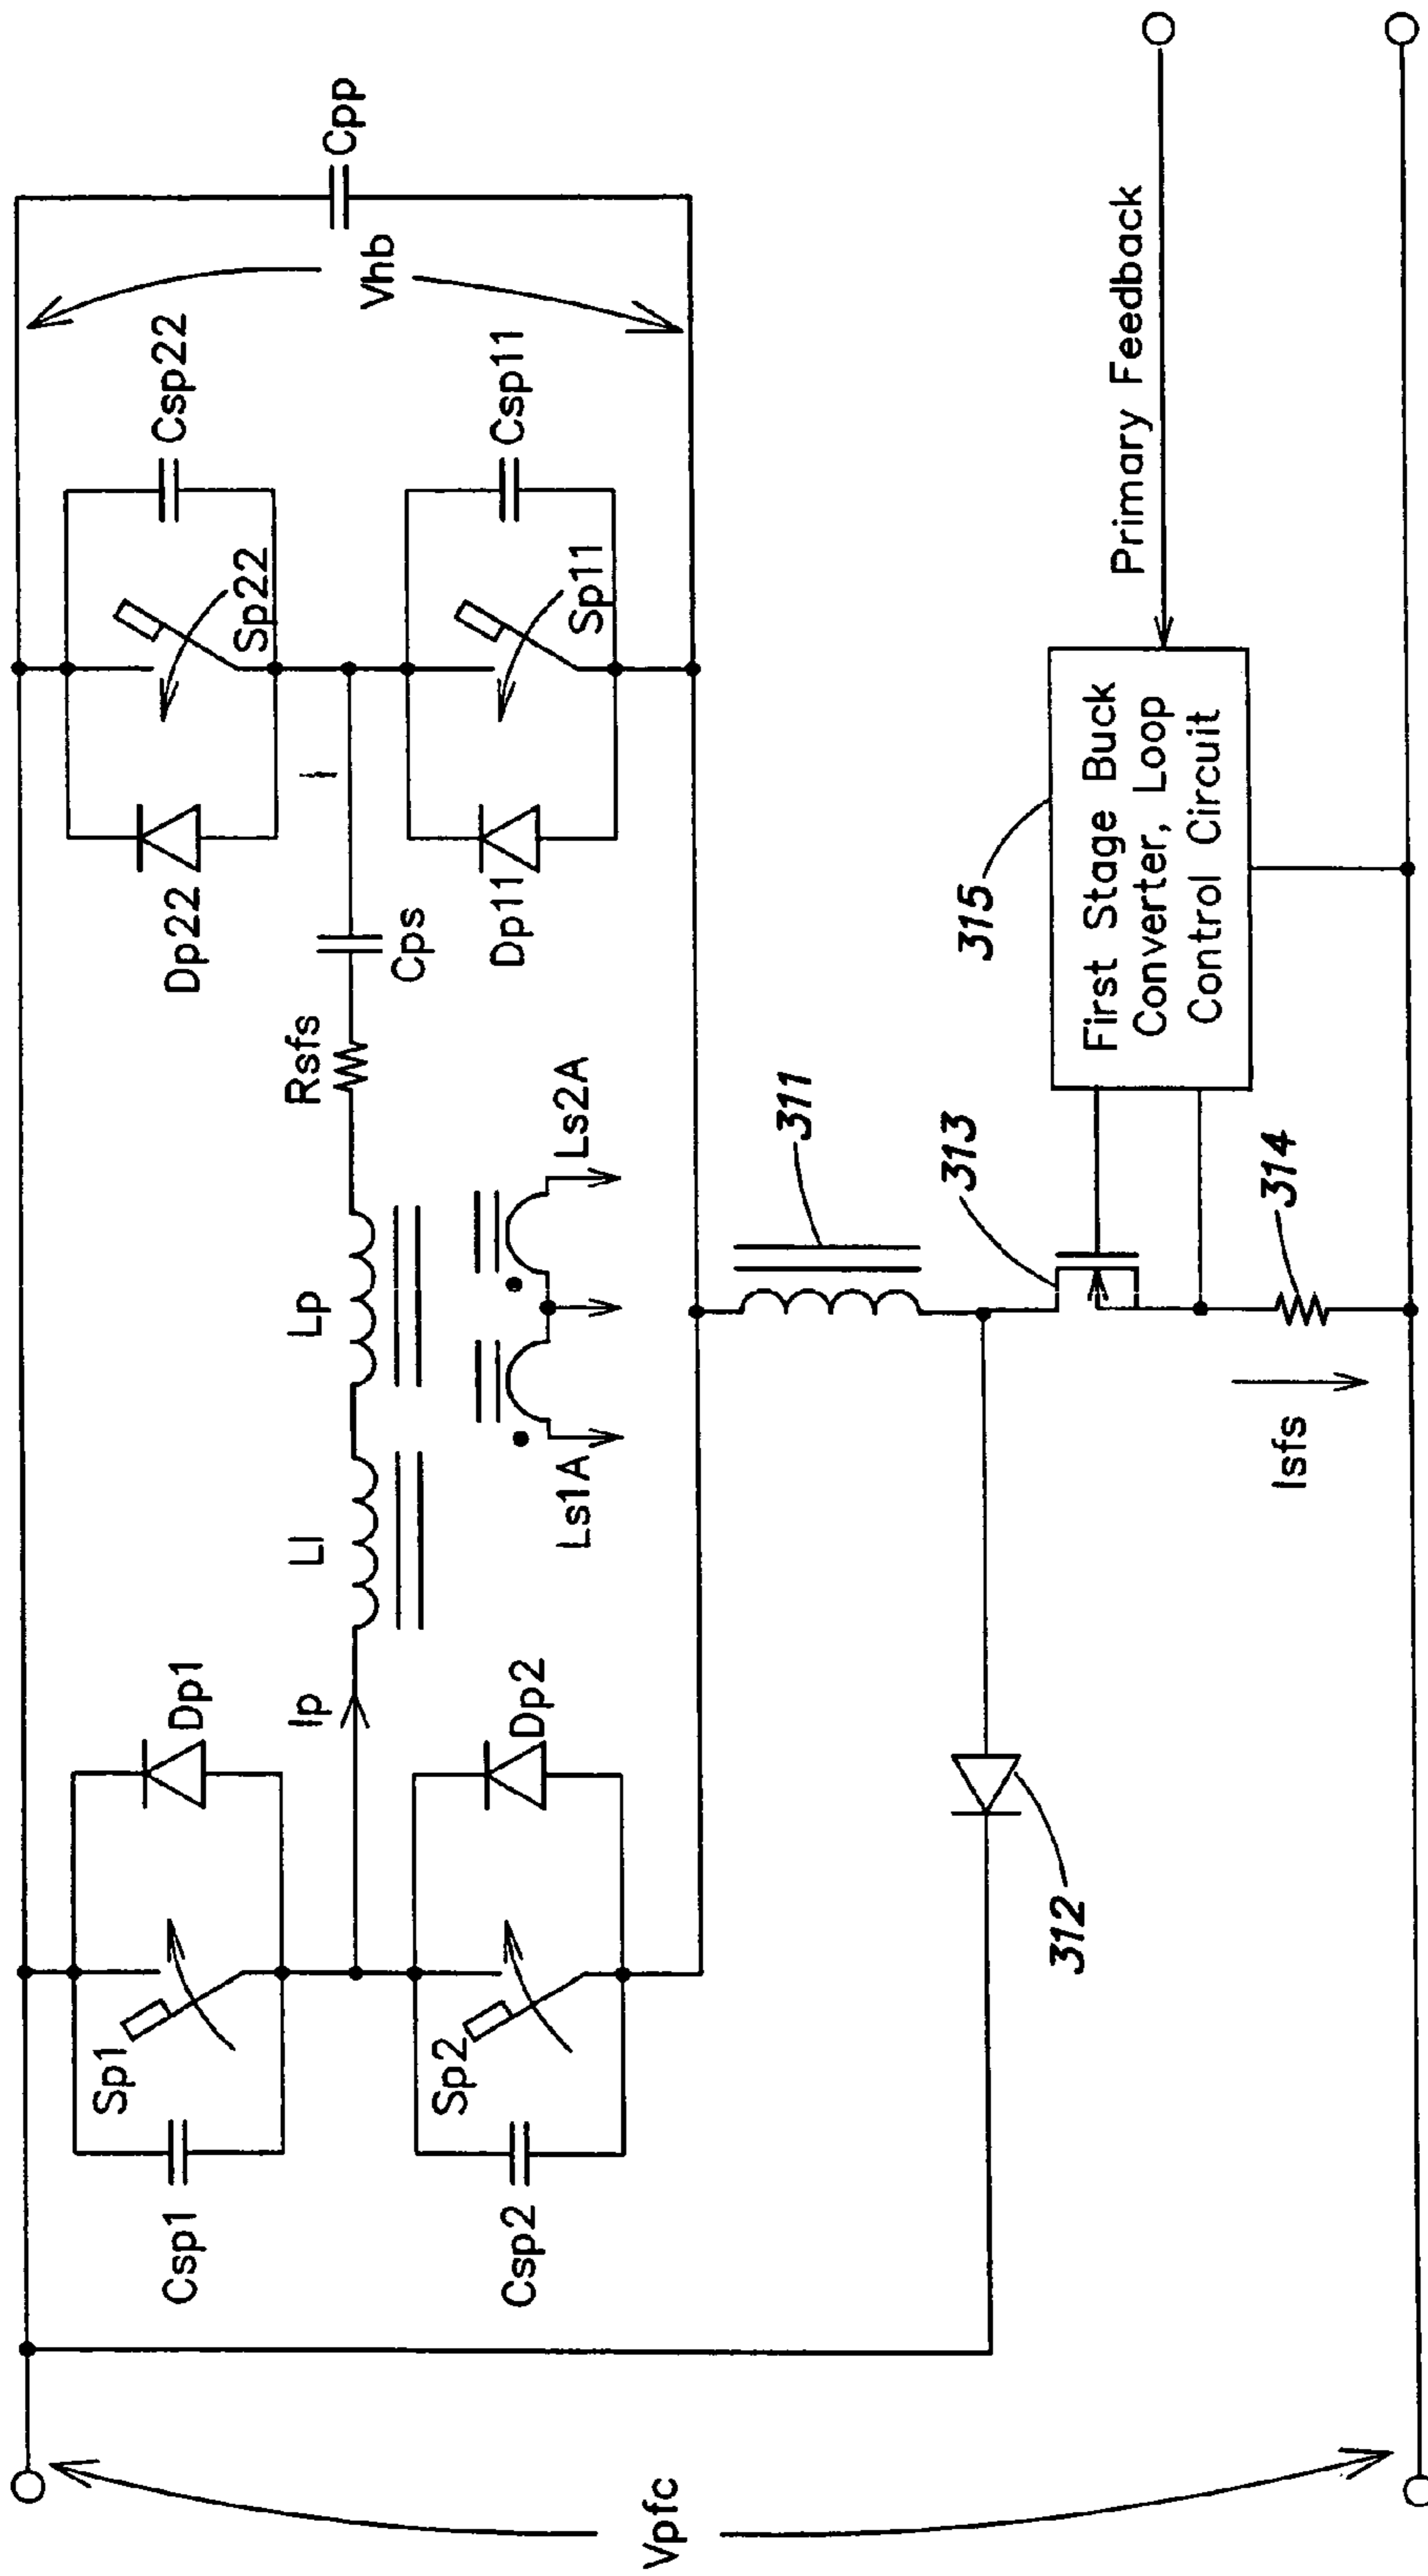 Vpfc
Csp1
Sp1
Dp1
Csp2
Sp2
Dp2
Ip
Ll
Lp
Rsfs
Cps
Ls1A
Ls2A
Dp22
Sp22
Csp22
Dp11
Sp11
Csp11
Vhb
Cpp
312
311
313
314
Isfs
315
First Stage Buck
Converter, Loop
Control Circuit
Primary Feedback